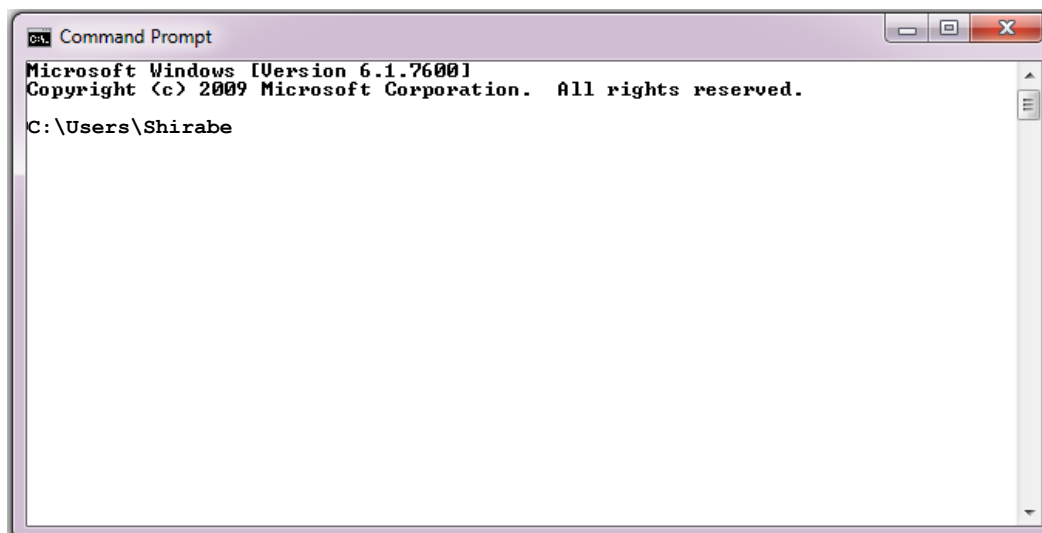 Command Prompt
Microsoft Windows [Version 6.1.7600]
Copyright (c) 2009 Microsoft Corporation.  All rights reserved.
C:\Users\Shirabe